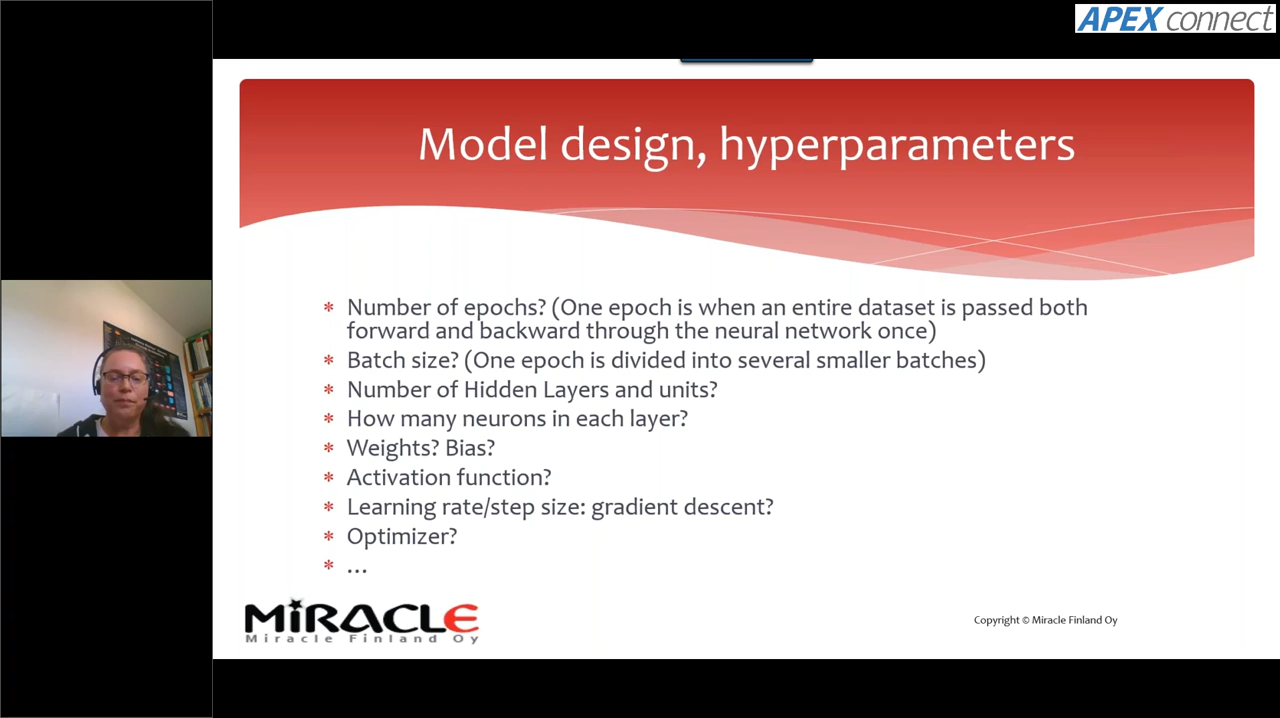 APEX connect
Model design, hyperparameters
* Number of epochs? (One epoch is when an entire dataset is passed both
forward and backward through the neural network once)
* Batch size? (One epoch is divided into several smaller batches)
* Number of Hidden Layers and units?
* How many neurons in each layer?
* Weights? Bias?
* Activation function?
* Learning rate/step size: gradient descent?
* Optimizer?
* ...
MIRACLE
Miracle Finland Oy
Copyright © Miracle Finland Oy